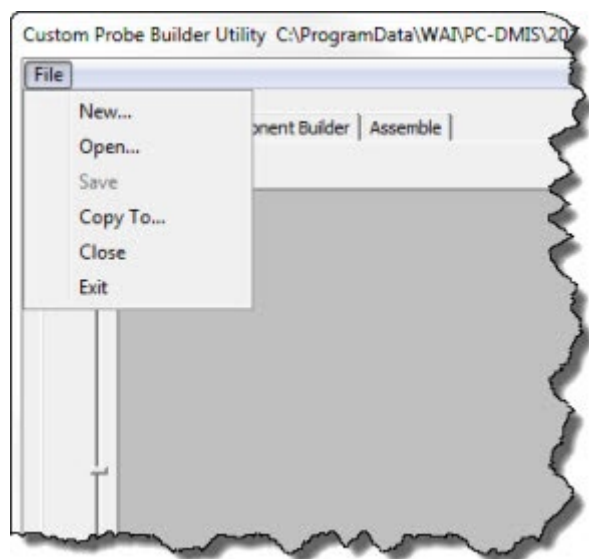 Custom Probe Builder Utility C:\ProgramData\WAI\PC-DMIS\20
File
New...
Builder | Assemble |
Open...
Save
Copy To...
Close
Exit